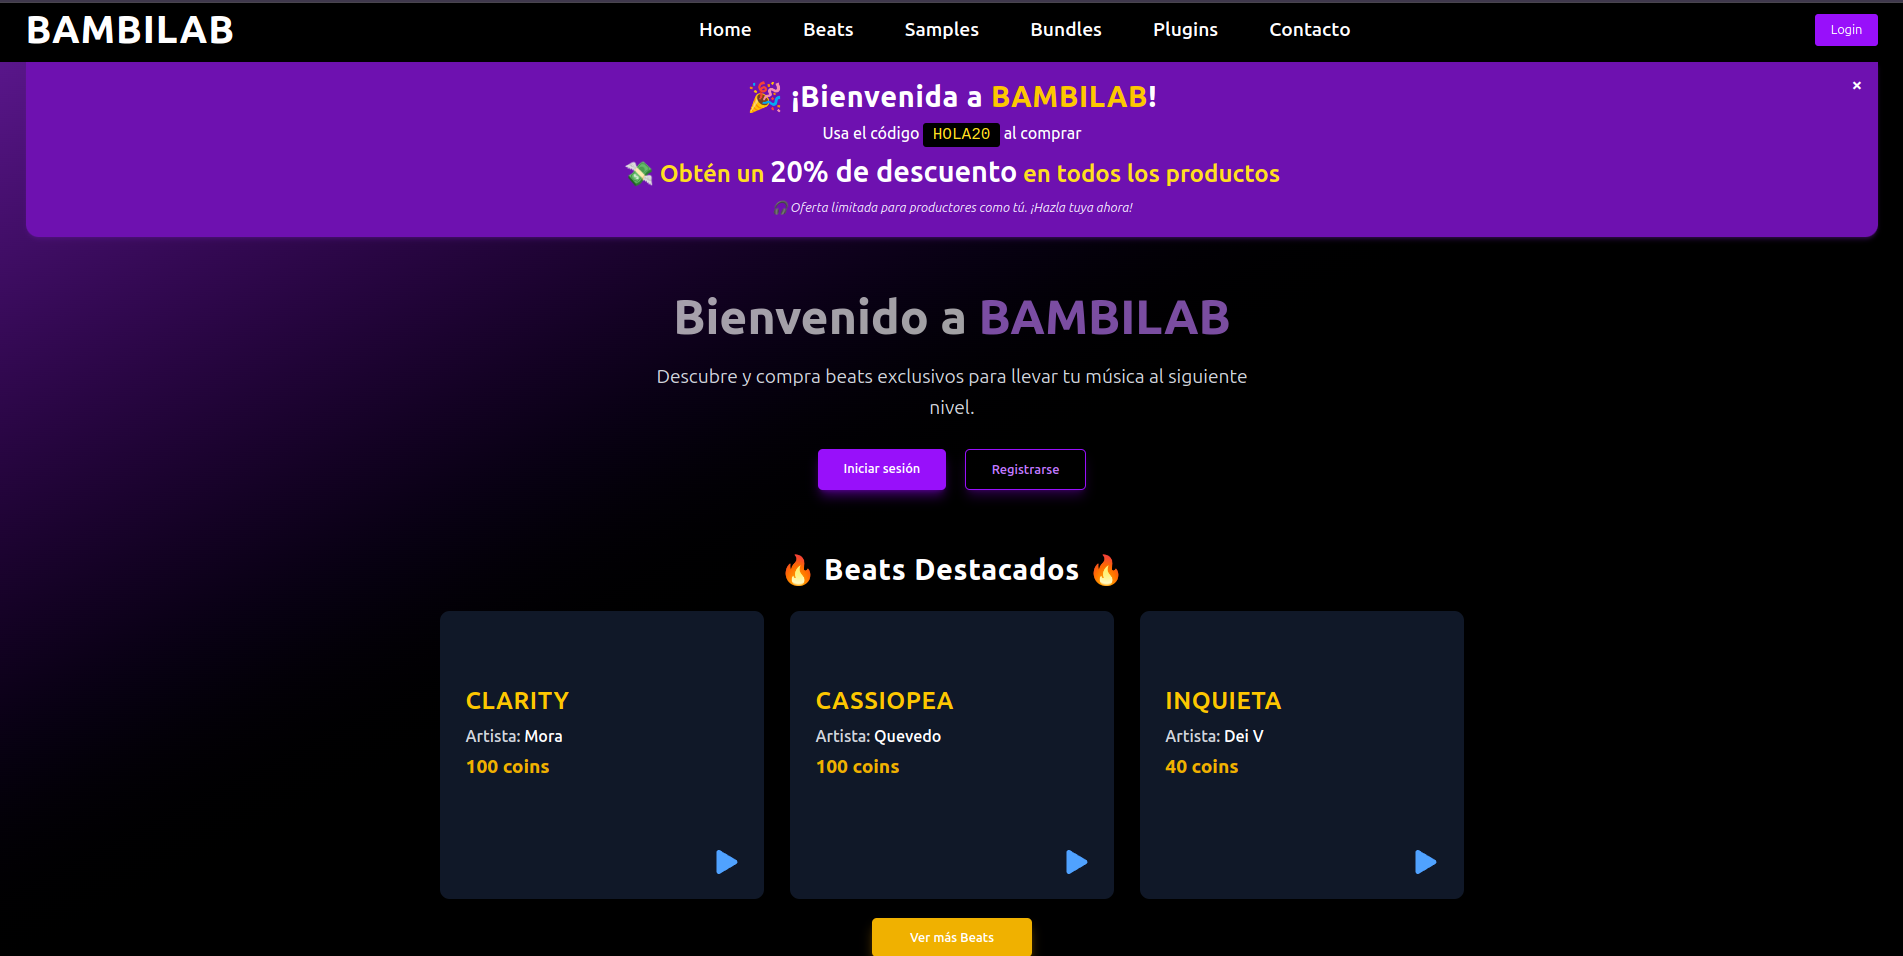 BAMBILAB
Home Beats Samples Bundles Plugins Contacto
Login
🎉 ¡Bienvenida a BAMBILAB!
×
Usa el código HOLA20 al comprar
💸 Obtén un 20% de descuento en todos los productos
🎧 Oferta limitada para productores como tú. ¡Hazla tuya ahora!
Bienvenido a BAMBILAB
Descubre y compra beats exclusivos para llevar tu música al siguiente
nivel.
Iniciar sesión
Registrarse
🔥 Beats Destacados 🔥
CLARITY
Artista: Mora
100 coins
CASSIOPEA
Artista: Quevedo
100 coins
INQUIETA
Artista: Dei V
40 coins
Ver más Beats